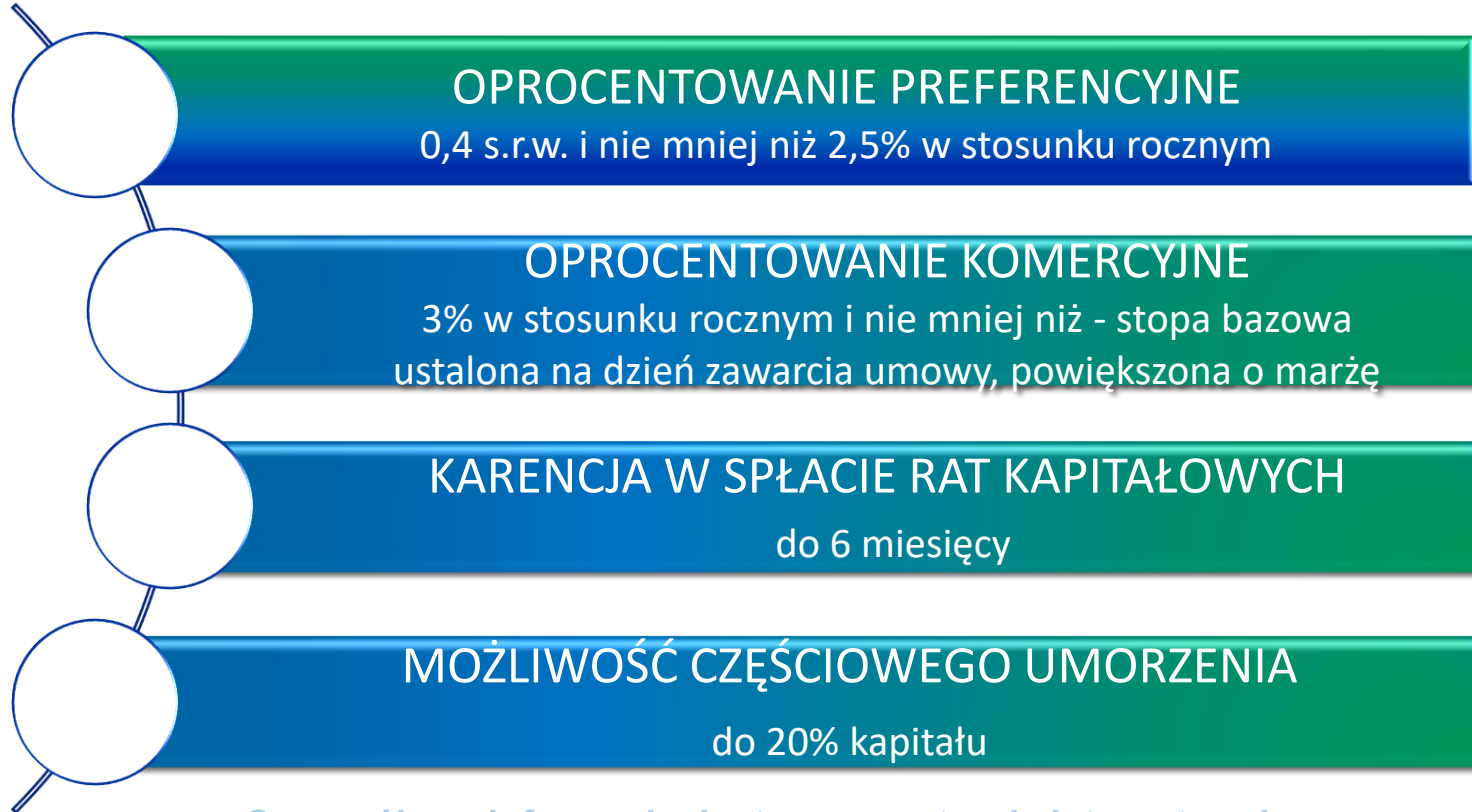 OPROCENTOWANIE PREFERENCYJNE
0,4 s.r.w. i nie mniej niż 2,5% w stosunku rocznym
OPROCENTOWANIE KOMERCYJNE
3% w stosunku rocznym i nie mniej niż - stopa bazowa
ustalona na dzień zawarcia umowy, powiększona o marżę
KARENCJA W SPŁACIE RAT KAPITAŁOWYCH
do 6 miesięcy
MOŻLIWOŚĆ CZĘŚCIOWEGO UMORZENIA
do 20% kapitału